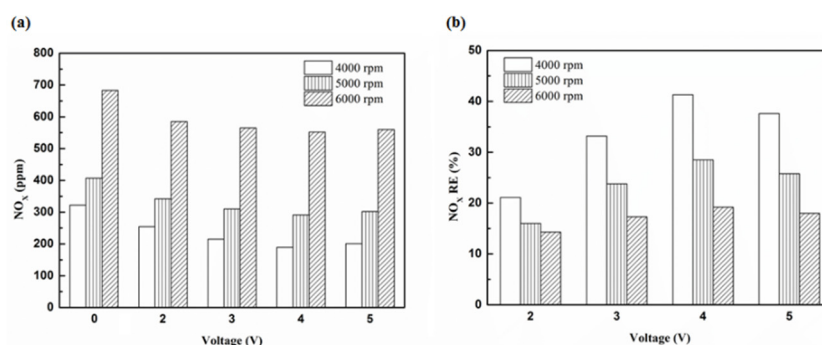 (a)
800
700
600
500
400
300
200
100
0
NOX (ppm)
4000 rpm
5000 rpm
6000 rpm
0 2 3 4 5
Voltage (V)
(b)
50
40
30
20
10
0
NOX RE (%)
4000 rpm
5000 rpm
6000 rpm
2 3 4 5
Voltage (V)